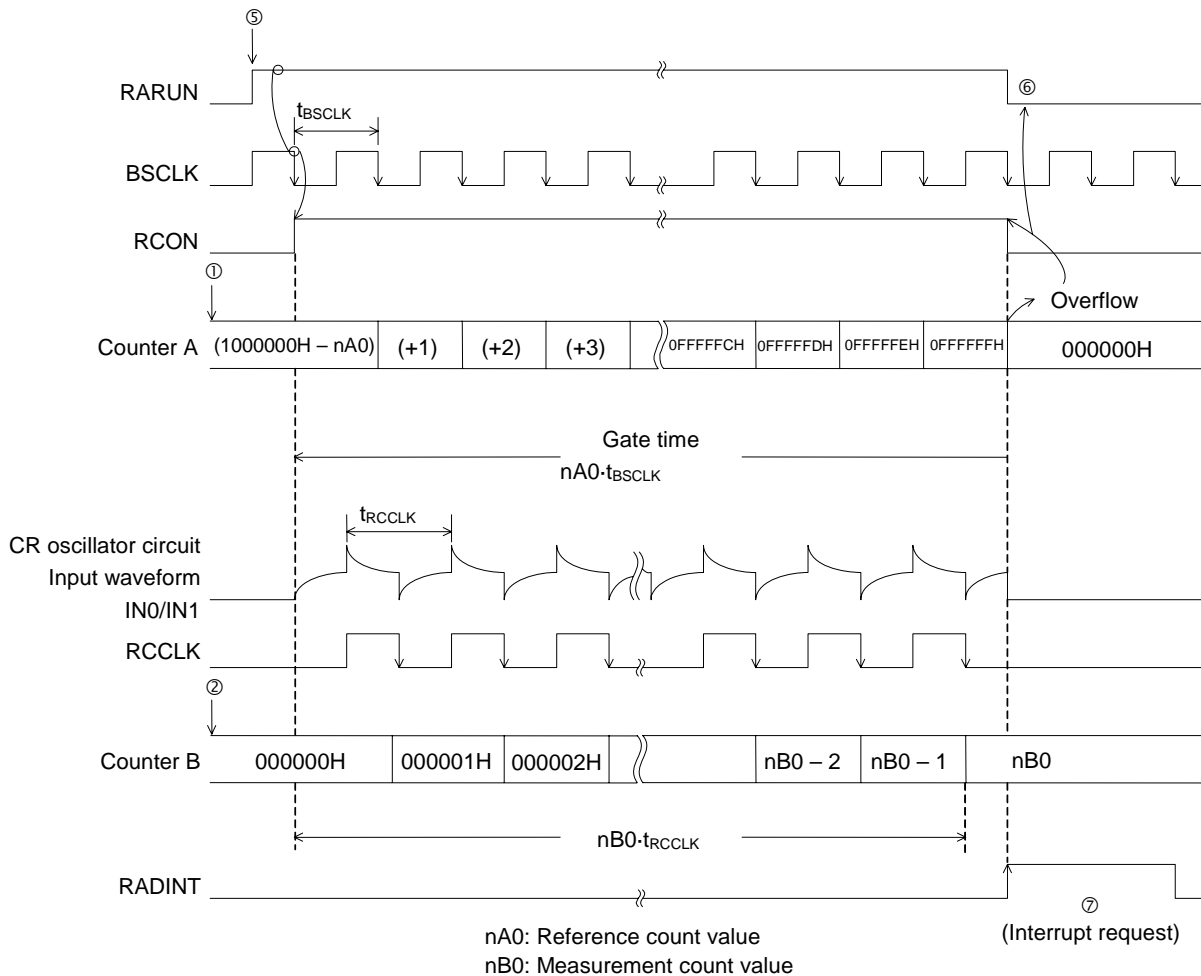 ⑤
RARUN
⑥
tBSCLK
BSCLK
RCON
①
Overflow
Counter A (1000000H – nA0) (+1) (+2) (+3) 0FFFFFCH 0FFFFFDH 0FFFFFEH 0FFFFFFH 000000H
Gate time
nA0·tBSCLK
tRCCLK
CR oscillator circuit
Input waveform
IN0/IN1
RCCLK
②
Counter B 000000H 000001H 000002H nB0 – 2 nB0 – 1 nB0
nB0·tRCCLK
RADINT
⑦
(Interrupt request)
nA0: Reference count value
nB0: Measurement count value